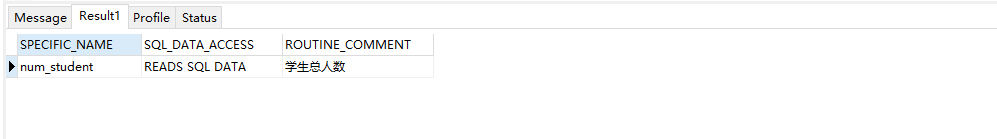 Message Result1 Profile Status
SPECIFIC_NAME SQL_DATA_ACCESS ROUTINE_COMMENT
num_student READS SQL DATA 学生总人数